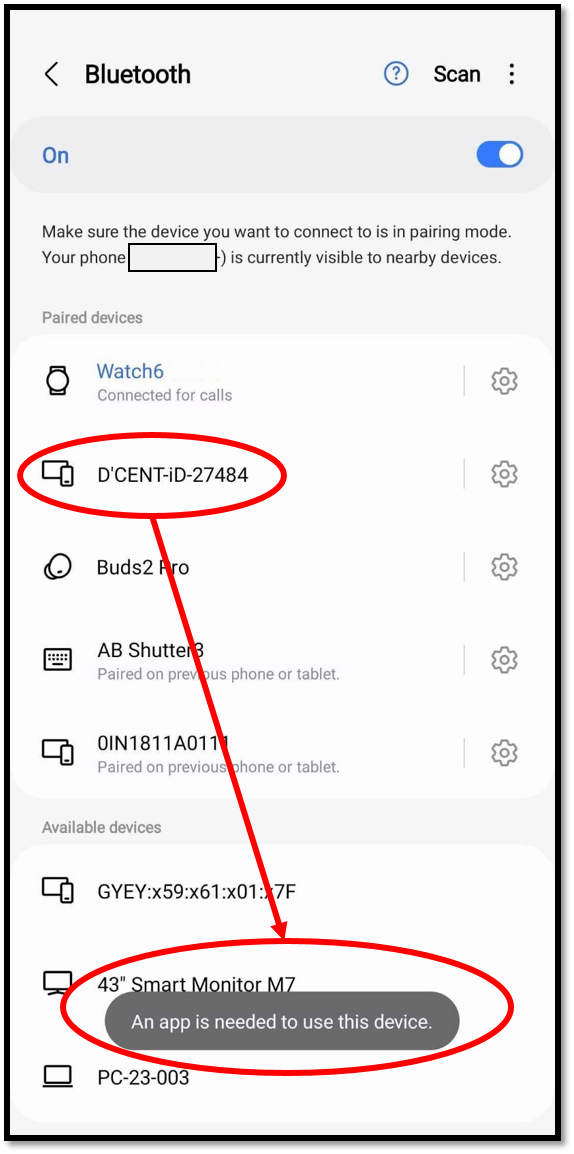 Bluetooth
?
Scan
On
Make sure the device you want to connect to is in pairing mode.
Your phone ) is currently visible to nearby devices.
Paired devices
Watch6
Connected for calls
D'CENT-iD-27484
Buds2 Pro
AB Shutter3
Paired on previous phone or tablet.
0IN1811A0111
Paired on previous phone or tablet.
Available devices
GYEY:x59:x61:x01:x7F
43" Smart Monitor M7
An app is needed to use this device.
PC-23-003